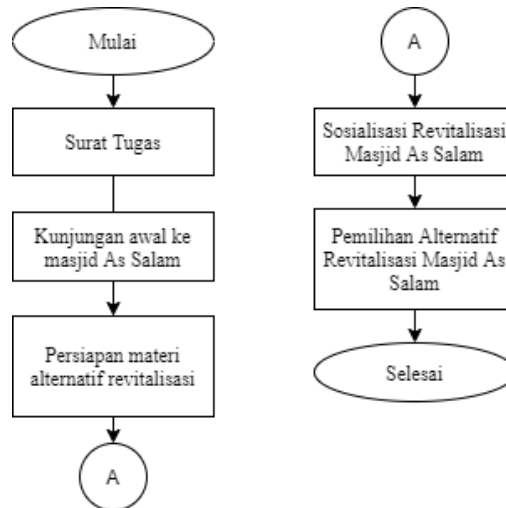 Mulai
Surat Tugas
Kunjungan awal ke
masjid As Salam
Persiapan materi
alternatif revitalisasi
A
A
Sosialisasi Revitalisasi
Masjid As Salam
Pemilihan Alternatif
Revitalisasi Masjid As
Salam
Selesai